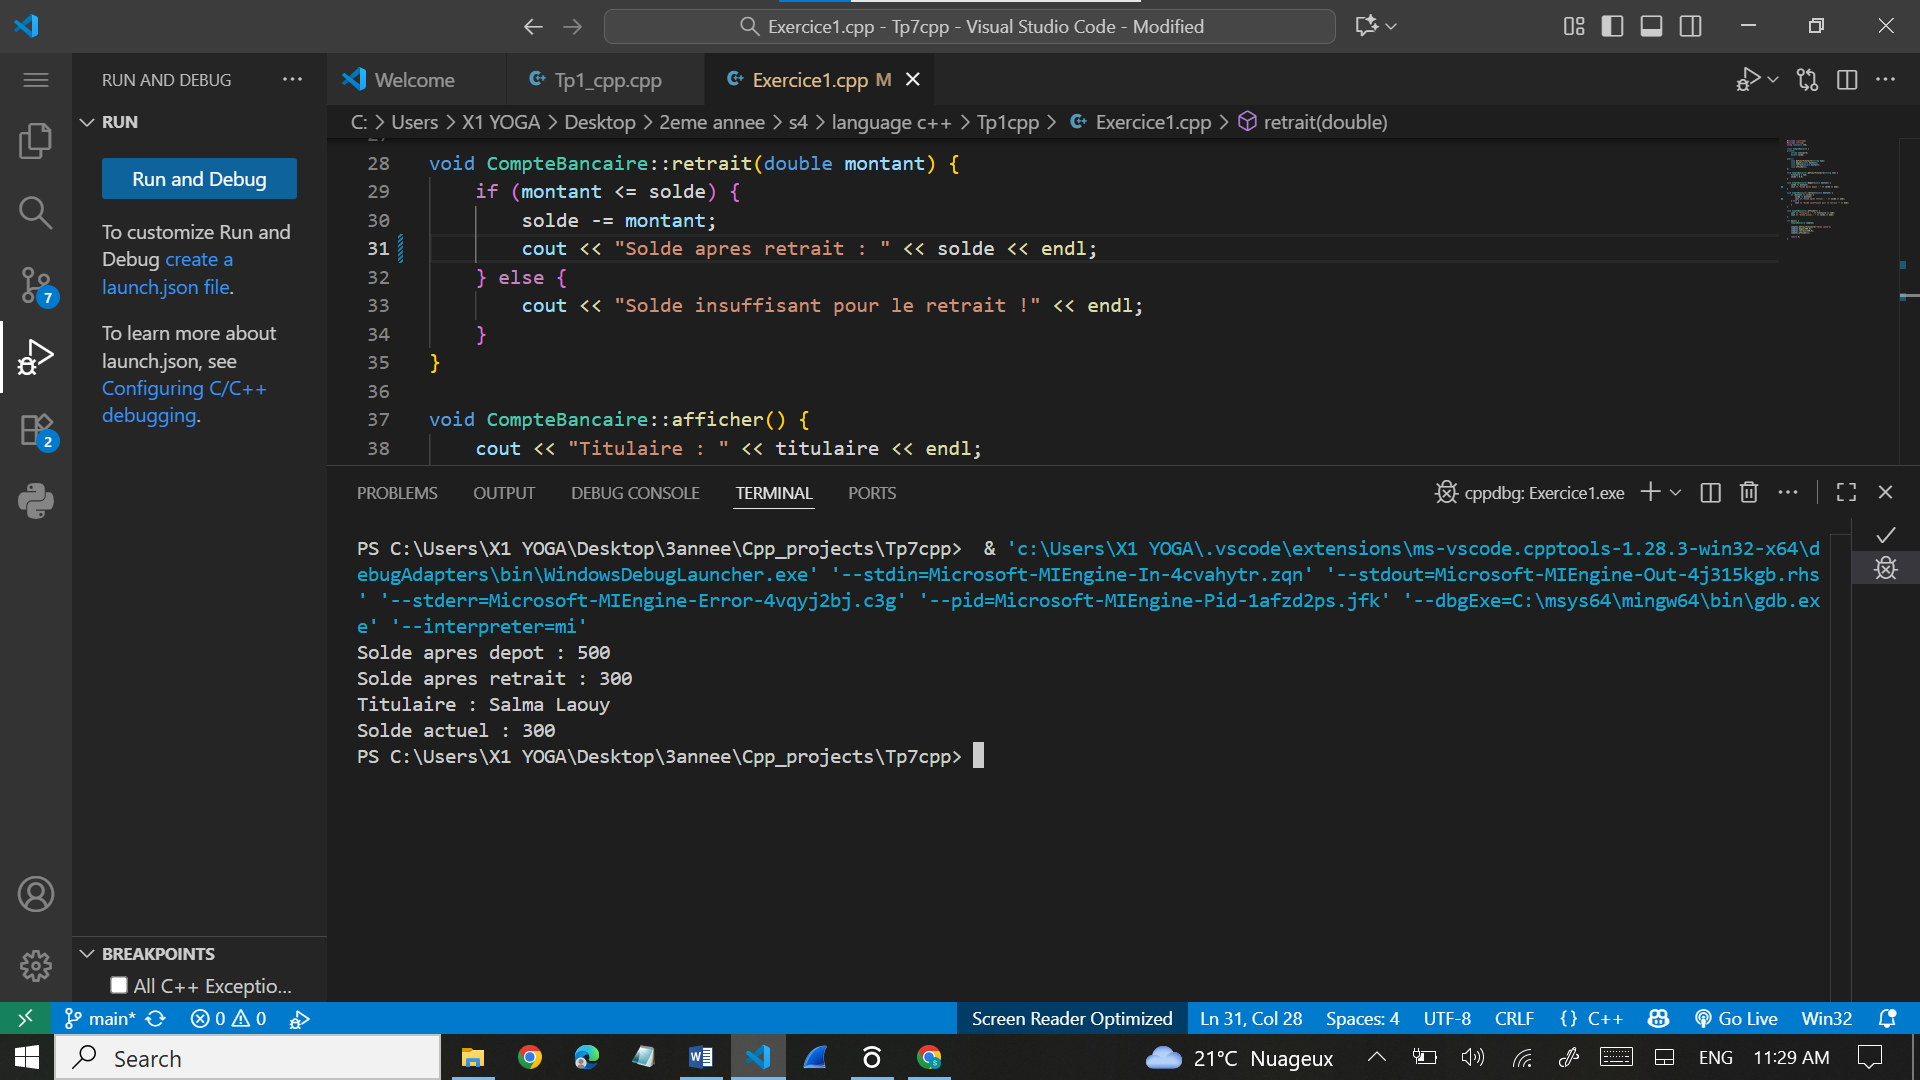 Exercice1.cpp - Tp7cpp - Visual Studio Code - Modified
RUN AND DEBUG
Welcome
Tp1_cpp.cpp
Exercice1.cpp M
C: > Users > X1 YOGA > Desktop > 2eme annee > s4 > language c++ > Tp1cpp > Exercice1.cpp > retrait(double)
RUN
Run and Debug
To customize Run and
Debug create a
launch.json file.
To learn more about
launch.json, see
Configuring C/C++
debugging.
7
2
28 void CompteBancaire::retrait(double montant) {
29 if (montant <= solde) {
30 solde -= montant;
31 cout << "Solde apres retrait : " << solde << endl;
32 } else {
33 cout << "Solde insuffisant pour le retrait !" << endl;
34 }
35 }
36
37 void CompteBancaire::afficher() {
38 cout << "Titulaire : " << titulaire << endl;
PROBLEMS OUTPUT DEBUG CONSOLE TERMINAL PORTS
cppdbg: Exercice1.exe
PS C:\Users\X1 YOGA\Desktop\3annee\Cpp_projects\Tp7cpp> & 'c:\Users\X1 YOGA\.vscode\extensions\ms-vscode.cpptools-1.28.3-win32-x64\d
ebugAdapters\bin\WindowsDebugLauncher.exe' '--stdin=Microsoft-MIEngine-In-4cvahytr.zqn' '--stdout=Microsoft-MIEngine-Out-4j315kgb.rhs
' '--stderr=Microsoft-MIEngine-Error-4vqyj2bj.c3g' '--pid=Microsoft-MIEngine-Pid-1afzd2ps.jfk' '--dbgExe=C:\msys64\mingw64\bin\gdb.ex
e' '--interpreter=mi'
Solde apres depot : 500
Solde apres retrait : 300
Titulaire : Salma Laouy
Solde actuel : 300
PS C:\Users\X1 YOGA\Desktop\3annee\Cpp_projects\Tp7cpp>
BREAKPOINTS
All C++ Exceptio...
main* 0 0
Screen Reader Optimized Ln 31, Col 28 Spaces: 4 UTF-8 CRLF {} C++ Go Live Win32
Search
21°C Nuageux
ENG
11:29 AM